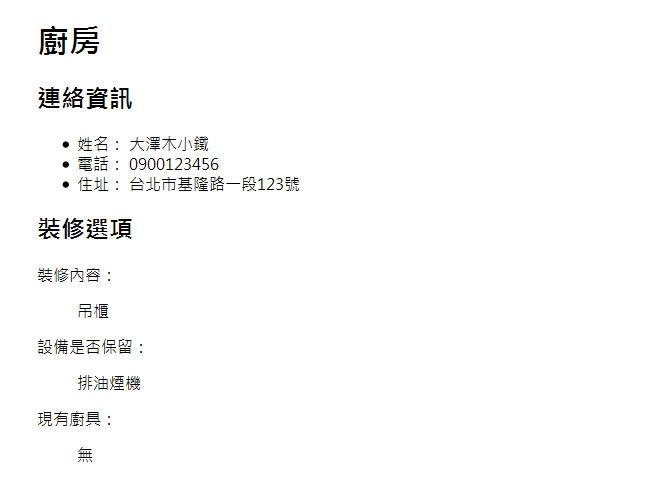 廚房
連絡資訊
姓名： 大澤木小鐵
電話： 0900123456
住址： 台北市基隆路一段123號
裝修選項
裝修內容：
吊櫃
設備是否保留：
排油煙機
現有廚具：
無